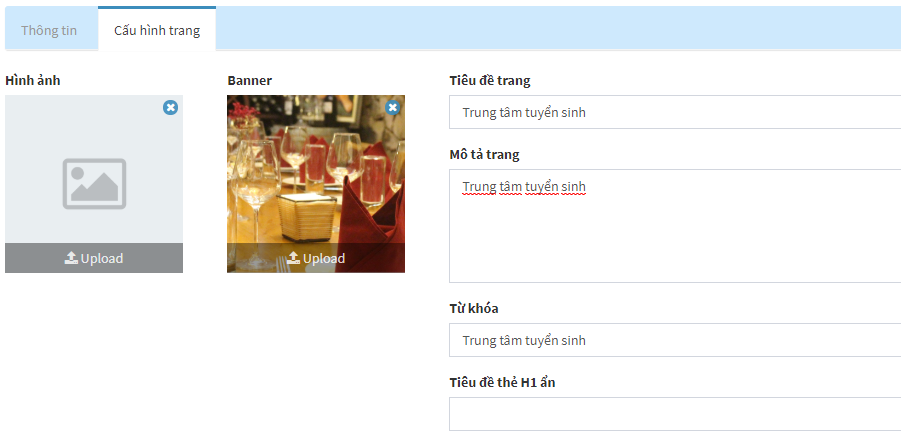 Thông tin
Cấu hình trang
Hình ảnh
Upload
Banner
Upload
Tiêu đề trang
Trung tâm tuyển sinh
Mô tả trang
Trung tâm tuyển sinh
Từ khóa
Trung tâm tuyển sinh
Tiêu đề thẻ H1 ẩn